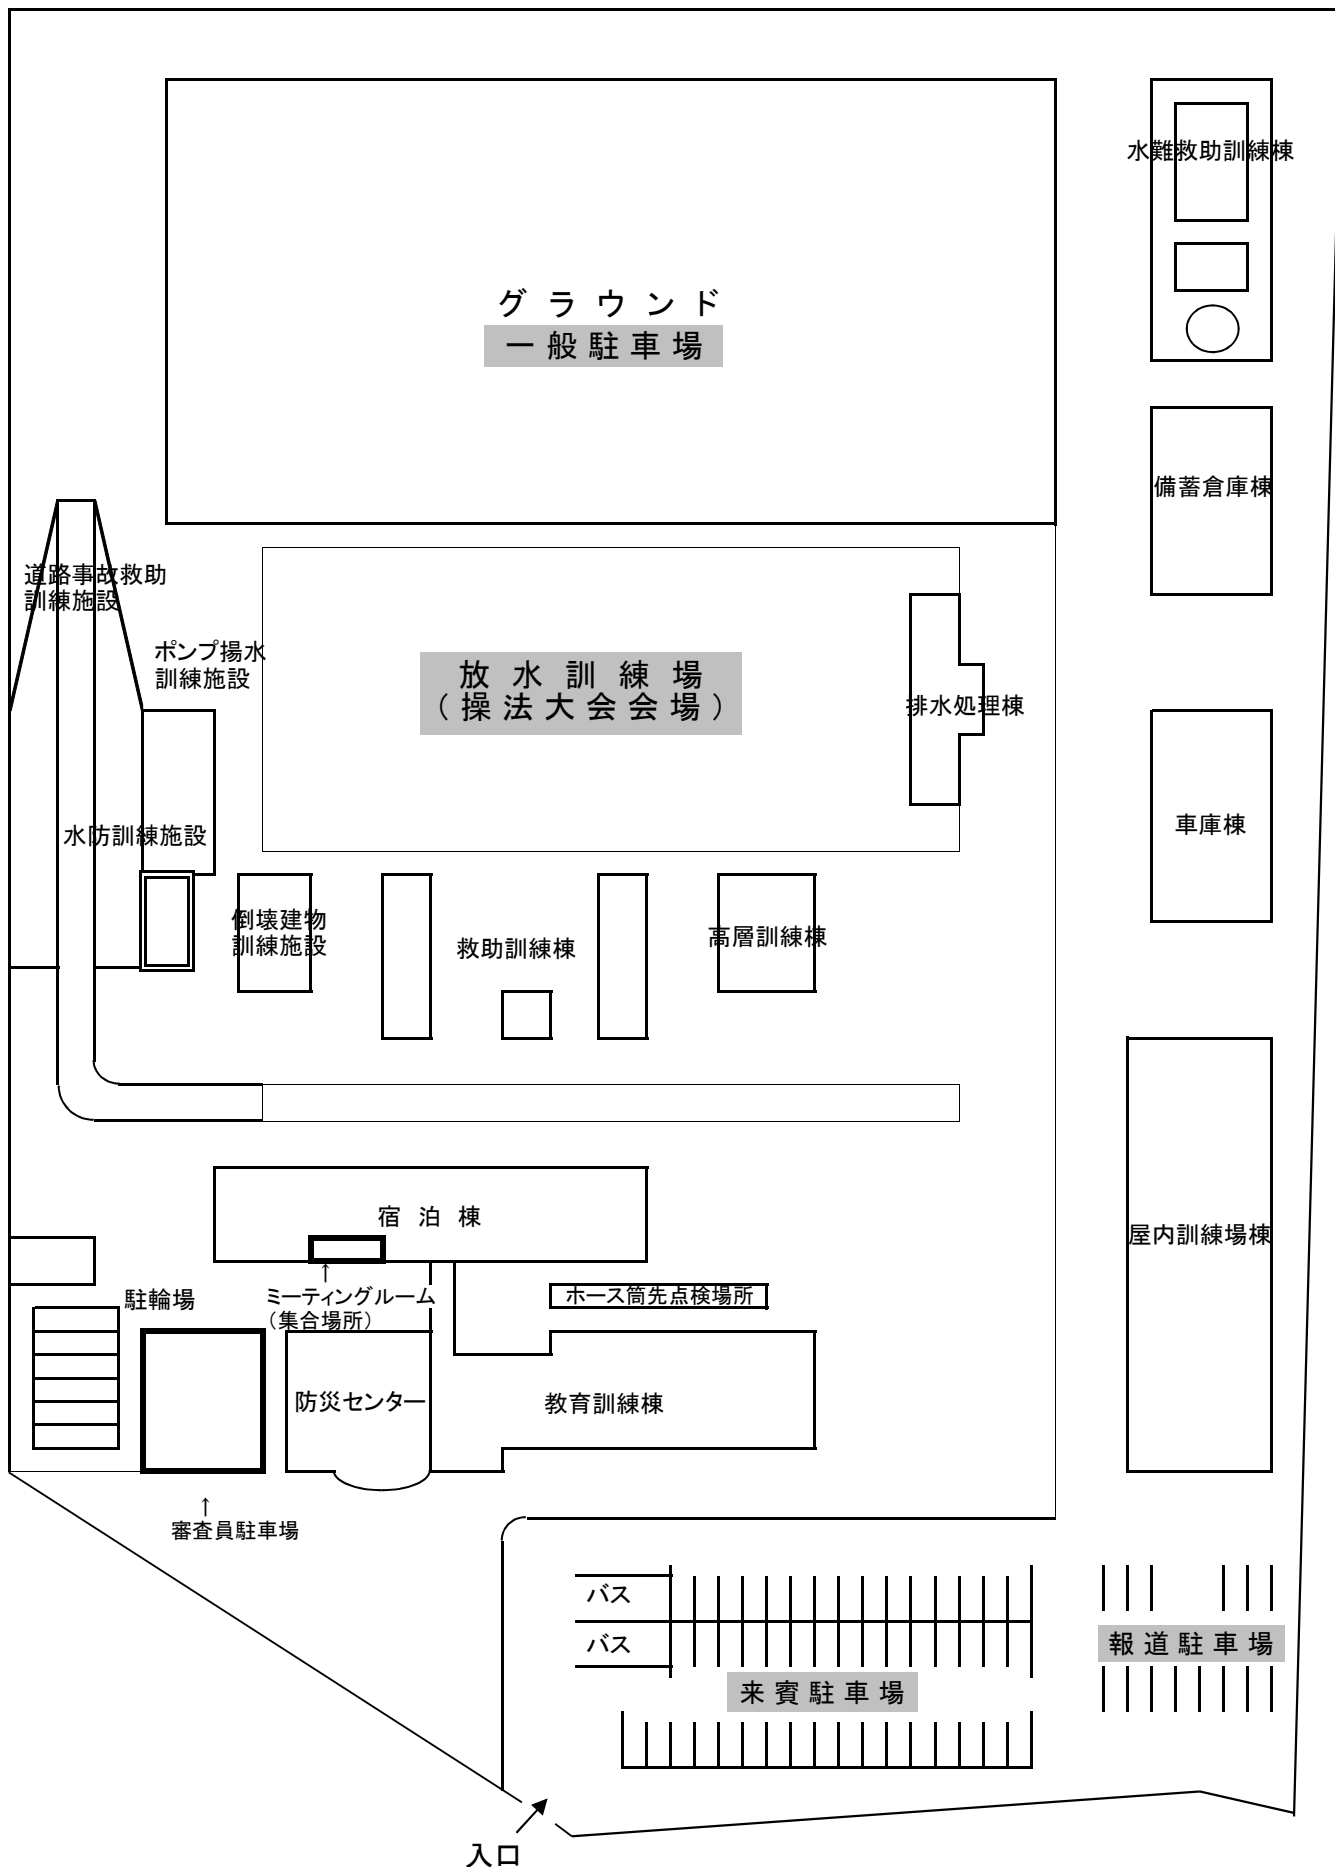 水難救助訓練棟
グラウンド
一般駐車場
備蓄倉庫棟
道路事故救助
訓練施設
ポンプ揚水
訓練施設
放水訓練場
（操法大会会場）
排水処理棟
車庫棟
水防訓練施設
倒壊建物
訓練施設
救助訓練棟
高層訓練棟
宿泊棟
屋内訓練場棟
↑
ミーティングルーム
（集合場所）
駐輪場
ホース筒先点検場所
防災センター
教育訓練棟
↑
審査員駐車場
バス
バス
報道駐車場
来賓駐車場
入口